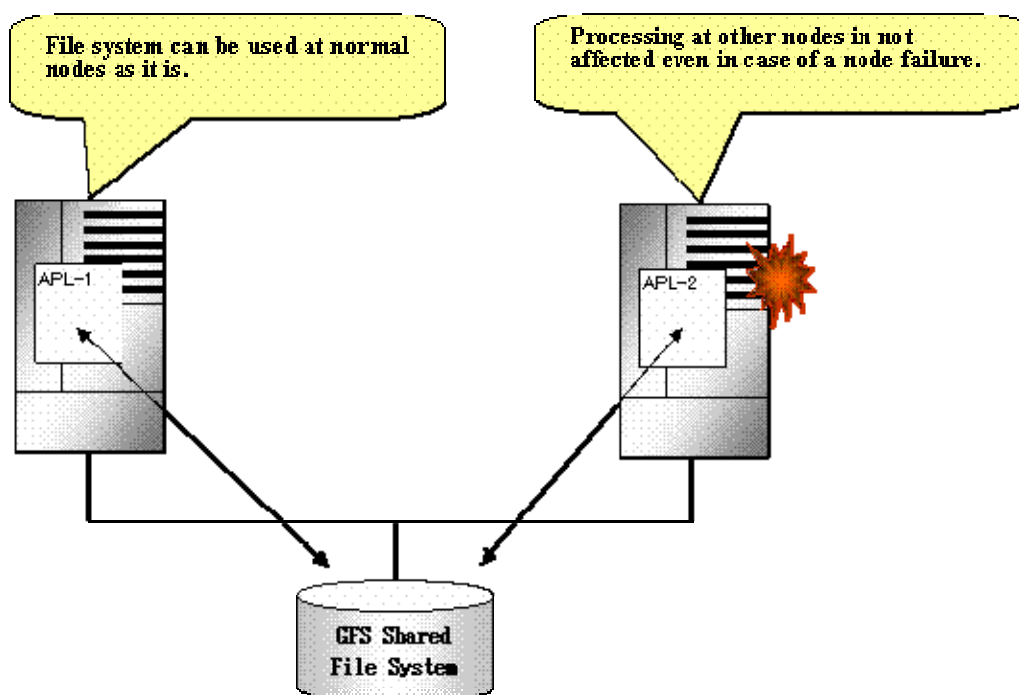 File system can be used at normal
nodes as it is.
Processing at other nodes in not
affected even in case of a node failure.
APL-1
APL-2
GFS Shared
File System